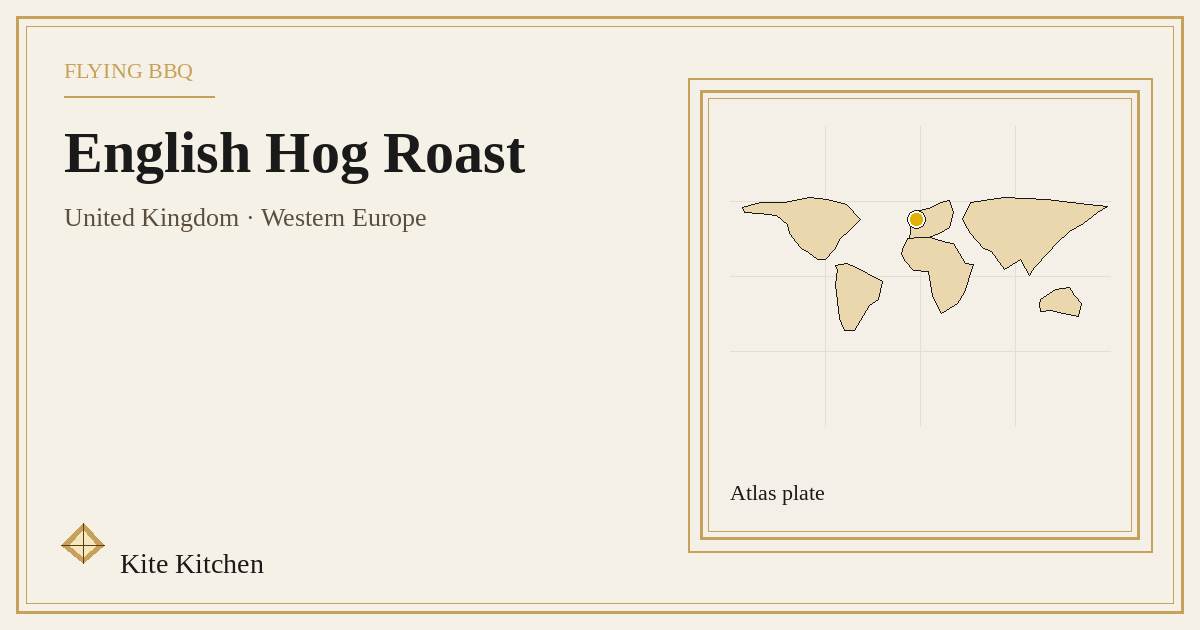 FLYING BBQ
English Hog Roast
United Kingdom · Western Europe
Atlas plate
Kite Kitchen